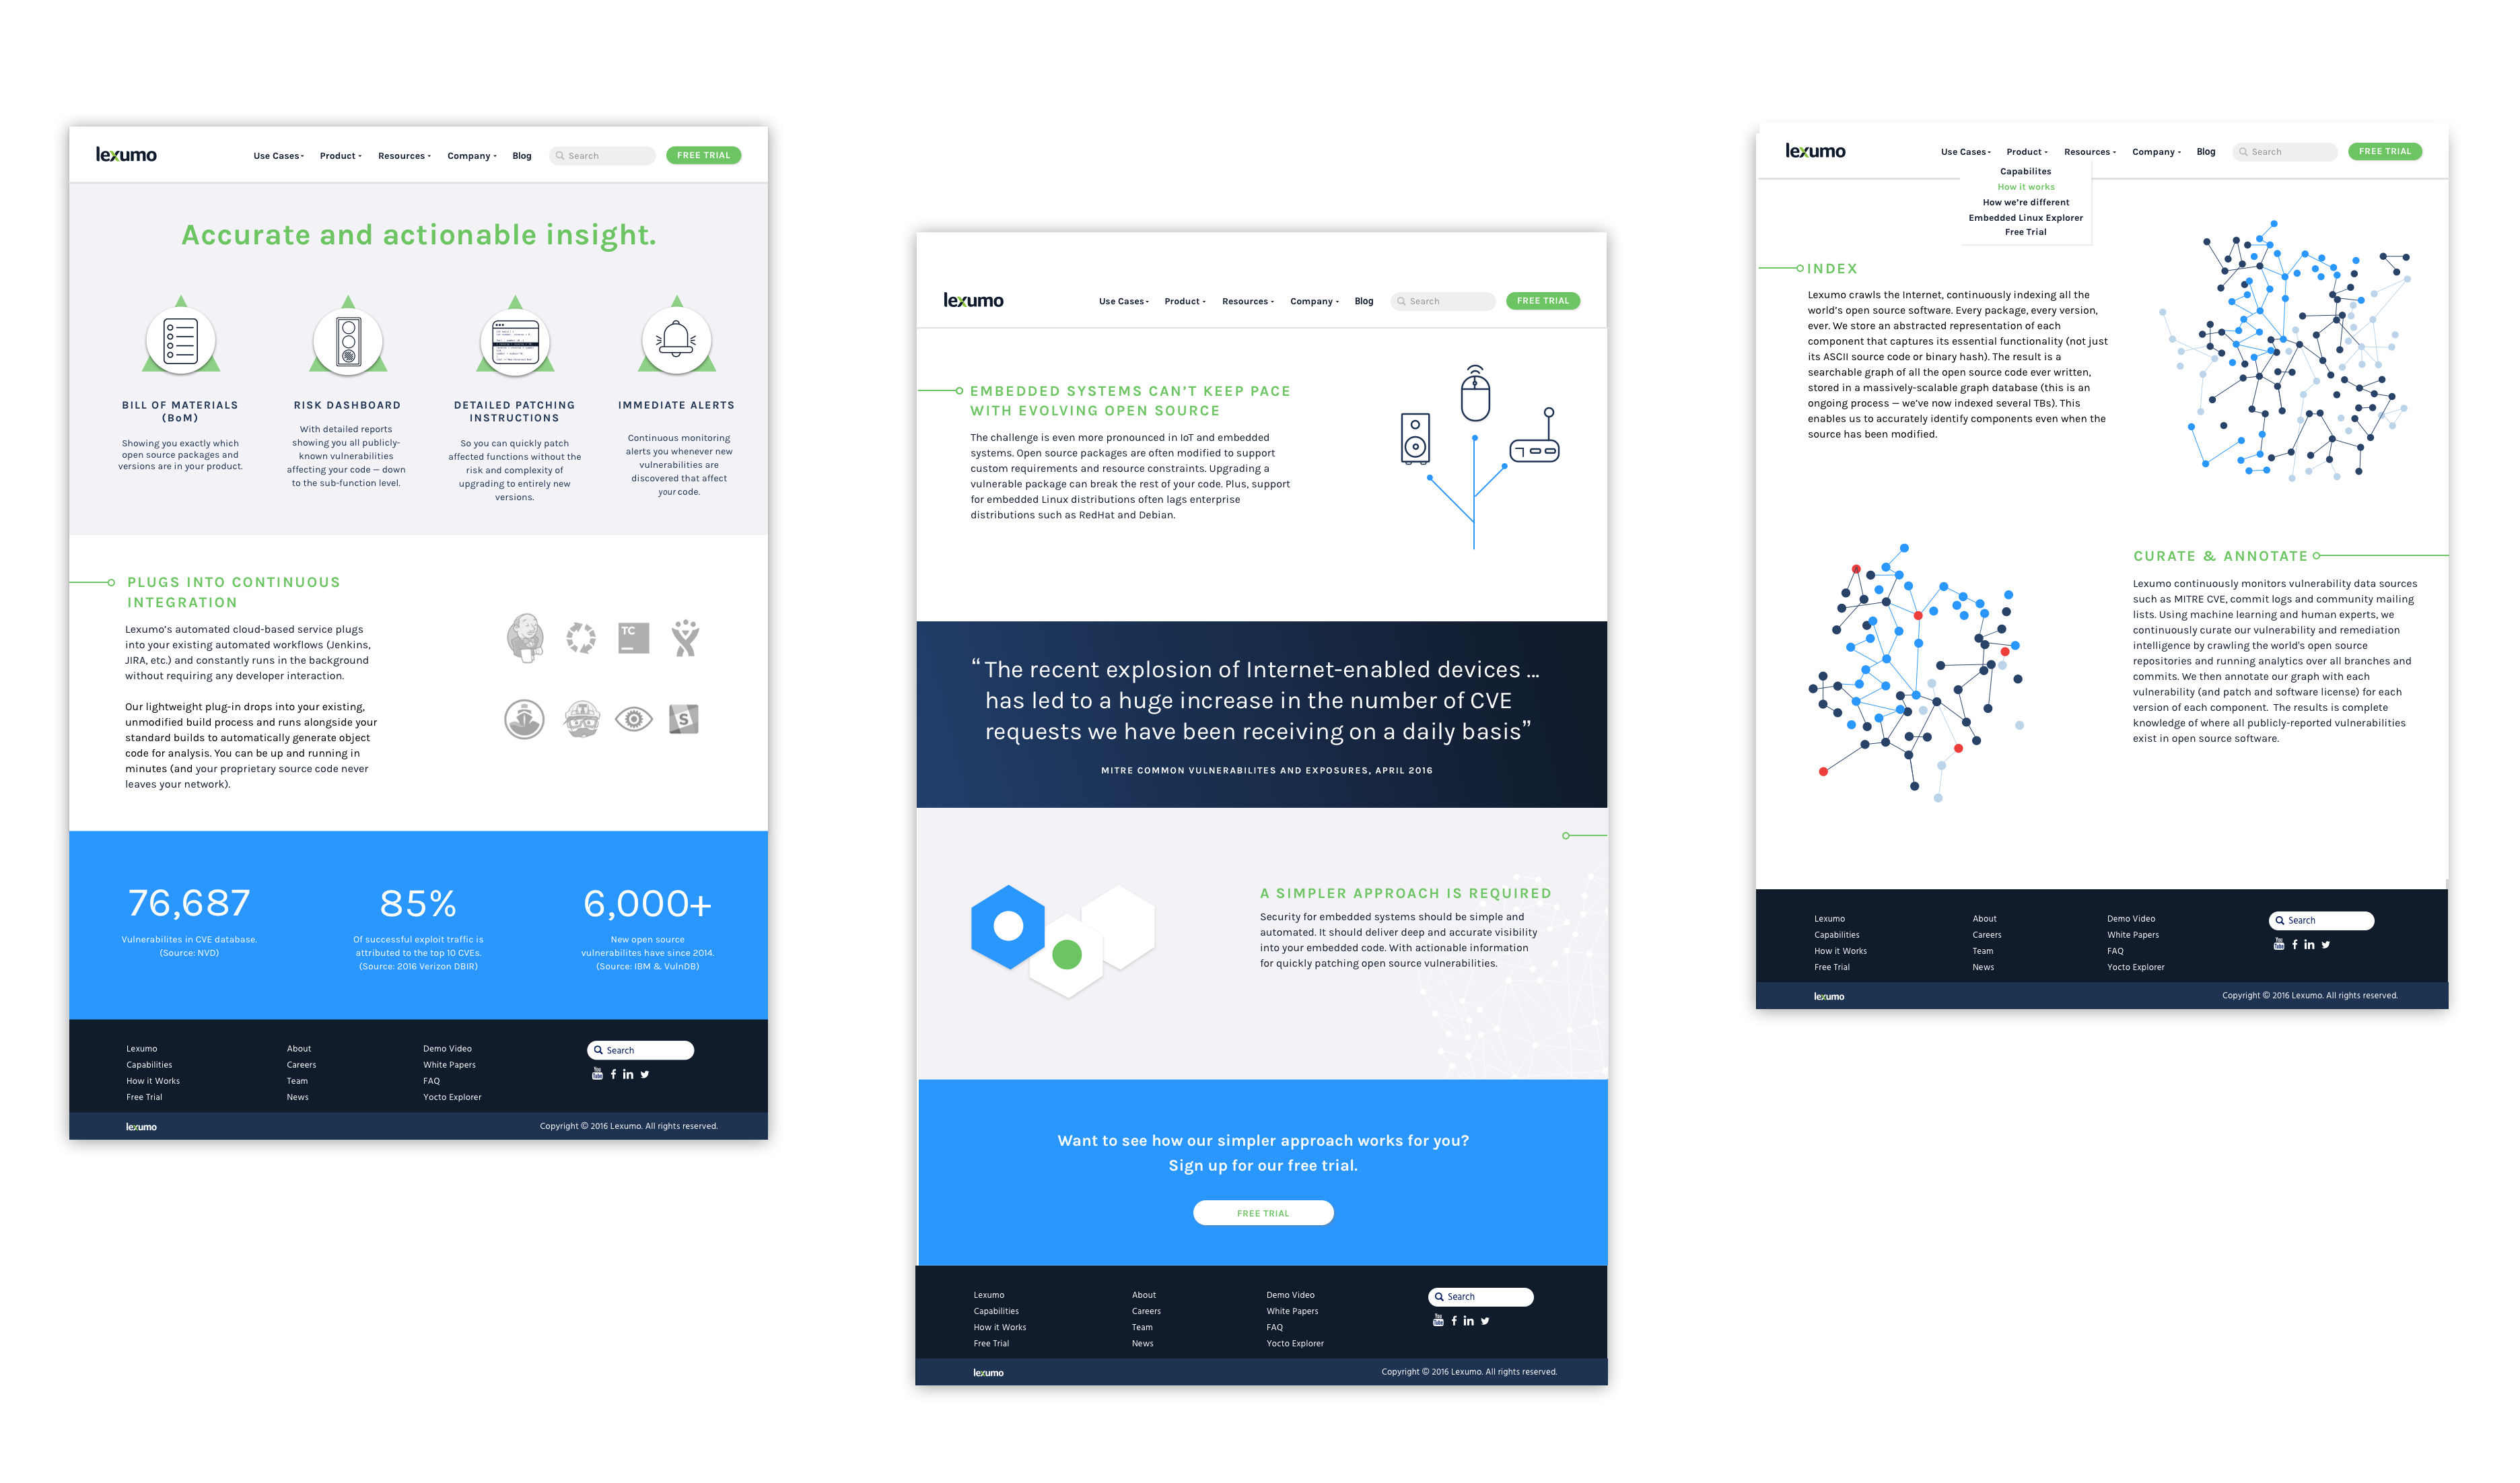 lexumo
Use Cases Product Resources Company Blog Search FREE TRIAL
Accurate and actionable insight.
BILL OF MATERIALS
(BoM)
Showing you exactly which
open source packages and
versions are in your product.
RISK DASHBOARD
With detailed reports
showing you all publicly-
known vulnerabilities
affecting your code — down
to the sub-function level.
DETAILED PATCHING
INSTRUCTIONS
So you can quickly patch
affected functions without the
risk and complexity of
upgrading to entirely new
versions.
IMMEDIATE ALERTS
Continuous monitoring
alerts you whenever new
vulnerabilities are
discovered that affect
your code.
PLUGS INTO CONTINUOUS
INTEGRATION
Lexumo’s automated cloud-based service plugs
into your existing automated workflows (Jenkins,
JIRA, etc.) and constantly runs in the background
without requiring any developer interaction.
Our lightweight plug-in drops into your existing,
unmodified build process and runs alongside your
standard builds to automatically generate object
code for analysis. You can be up and running in
minutes (and your proprietary source code never
leaves your network).
TC
T
S
76,687
Vulnerabilites in CVE database.
(Source: NVD)
85%
Of successful exploit traffic is
attributed to the top 10 CVEs.
(Source: 2016 Verizon DBIR)
6,000+
New open source
vulnerabilites have since 2014.
(Source: IBM & VulnDB)
Lexumo
Capabilities
How it Works
Free Trial
About
Careers
Team
News
Demo Video
White Papers
FAQ
Yocto Explorer
Search
You Tube f in
lexumo
Copyright © 2016 Lexumo. All rights reserved.
lexumo
Use Cases Product Resources Company Blog Search FREE TRIAL
EMBEDDED SYSTEMS CAN’T KEEP PACE
WITH EVOLVING OPEN SOURCE
The challenge is even more pronounced in IoT and embedded
systems. Open source packages are often modified to support
custom requirements and resource constraints. Upgrading a
vulnerable package can break the rest of your code. Plus, support
for embedded Linux distributions often lags enterprise
distributions such as RedHat and Debian.
“The recent explosion of Internet-enabled devices ...
has led to a huge increase in the number of CVE
requests we have been receiving on a daily basis”
MITRE COMMON VULNERABILITES AND EXPOSURES, APRIL 2016
A SIMPLER APPROACH IS REQUIRED
Security for embedded systems should be simple and
automated. It should deliver deep and accurate visibility
into your embedded code. With actionable information
for quickly patching open source vulnerabilities.
Want to see how our simpler approach works for you?
Sign up for our free trial.
FREE TRIAL
Lexumo
Capabilities
How it Works
Free Trial
About
Careers
Team
News
Demo Video
White Papers
FAQ
Yocto Explorer
Search
You Tube f in
lexumo
Copyright © 2016 Lexumo. All rights reserved.
lexumo
Use Cases Product Resources Company Blog Search FREE TRIAL
Capabilites
How it works
How we’re different
Embedded Linux Explorer
Free Trial
INDEX
Lexumo crawls the Internet, continuously indexing all the
world’s open source software. Every package, every version,
ever. We store an abstracted representation of each
component that captures its essential functionality (not just
its ASCII source code or binary hash). The result is a
searchable graph of all the open source code ever written,
stored in a massively-scalable graph database (this is an
ongoing process — we’ve now indexed several TBs). This
enables us to accurately identify components even when the
source has been modified.
CURATE & ANNOTATE
Lexumo continuously monitors vulnerability data sources
such as MITRE CVE, commit logs and community mailing
lists. Using machine learning and human experts, we
continuously curate our vulnerability and remediation
intelligence by crawling the world's open source
repositories and running analytics over all branches and
commits. We then annotate our graph with each
vulnerability (and patch and software license) for each
version of each component. The results is complete
knowledge of where all publicly-reported vulnerabilities
exist in open source software.
Lexumo
Capabilities
How it Works
Free Trial
About
Careers
Team
News
Demo Video
White Papers
FAQ
Yocto Explorer
Search
You Tube f in
lexumo
Copyright © 2016 Lexumo. All rights reserved.